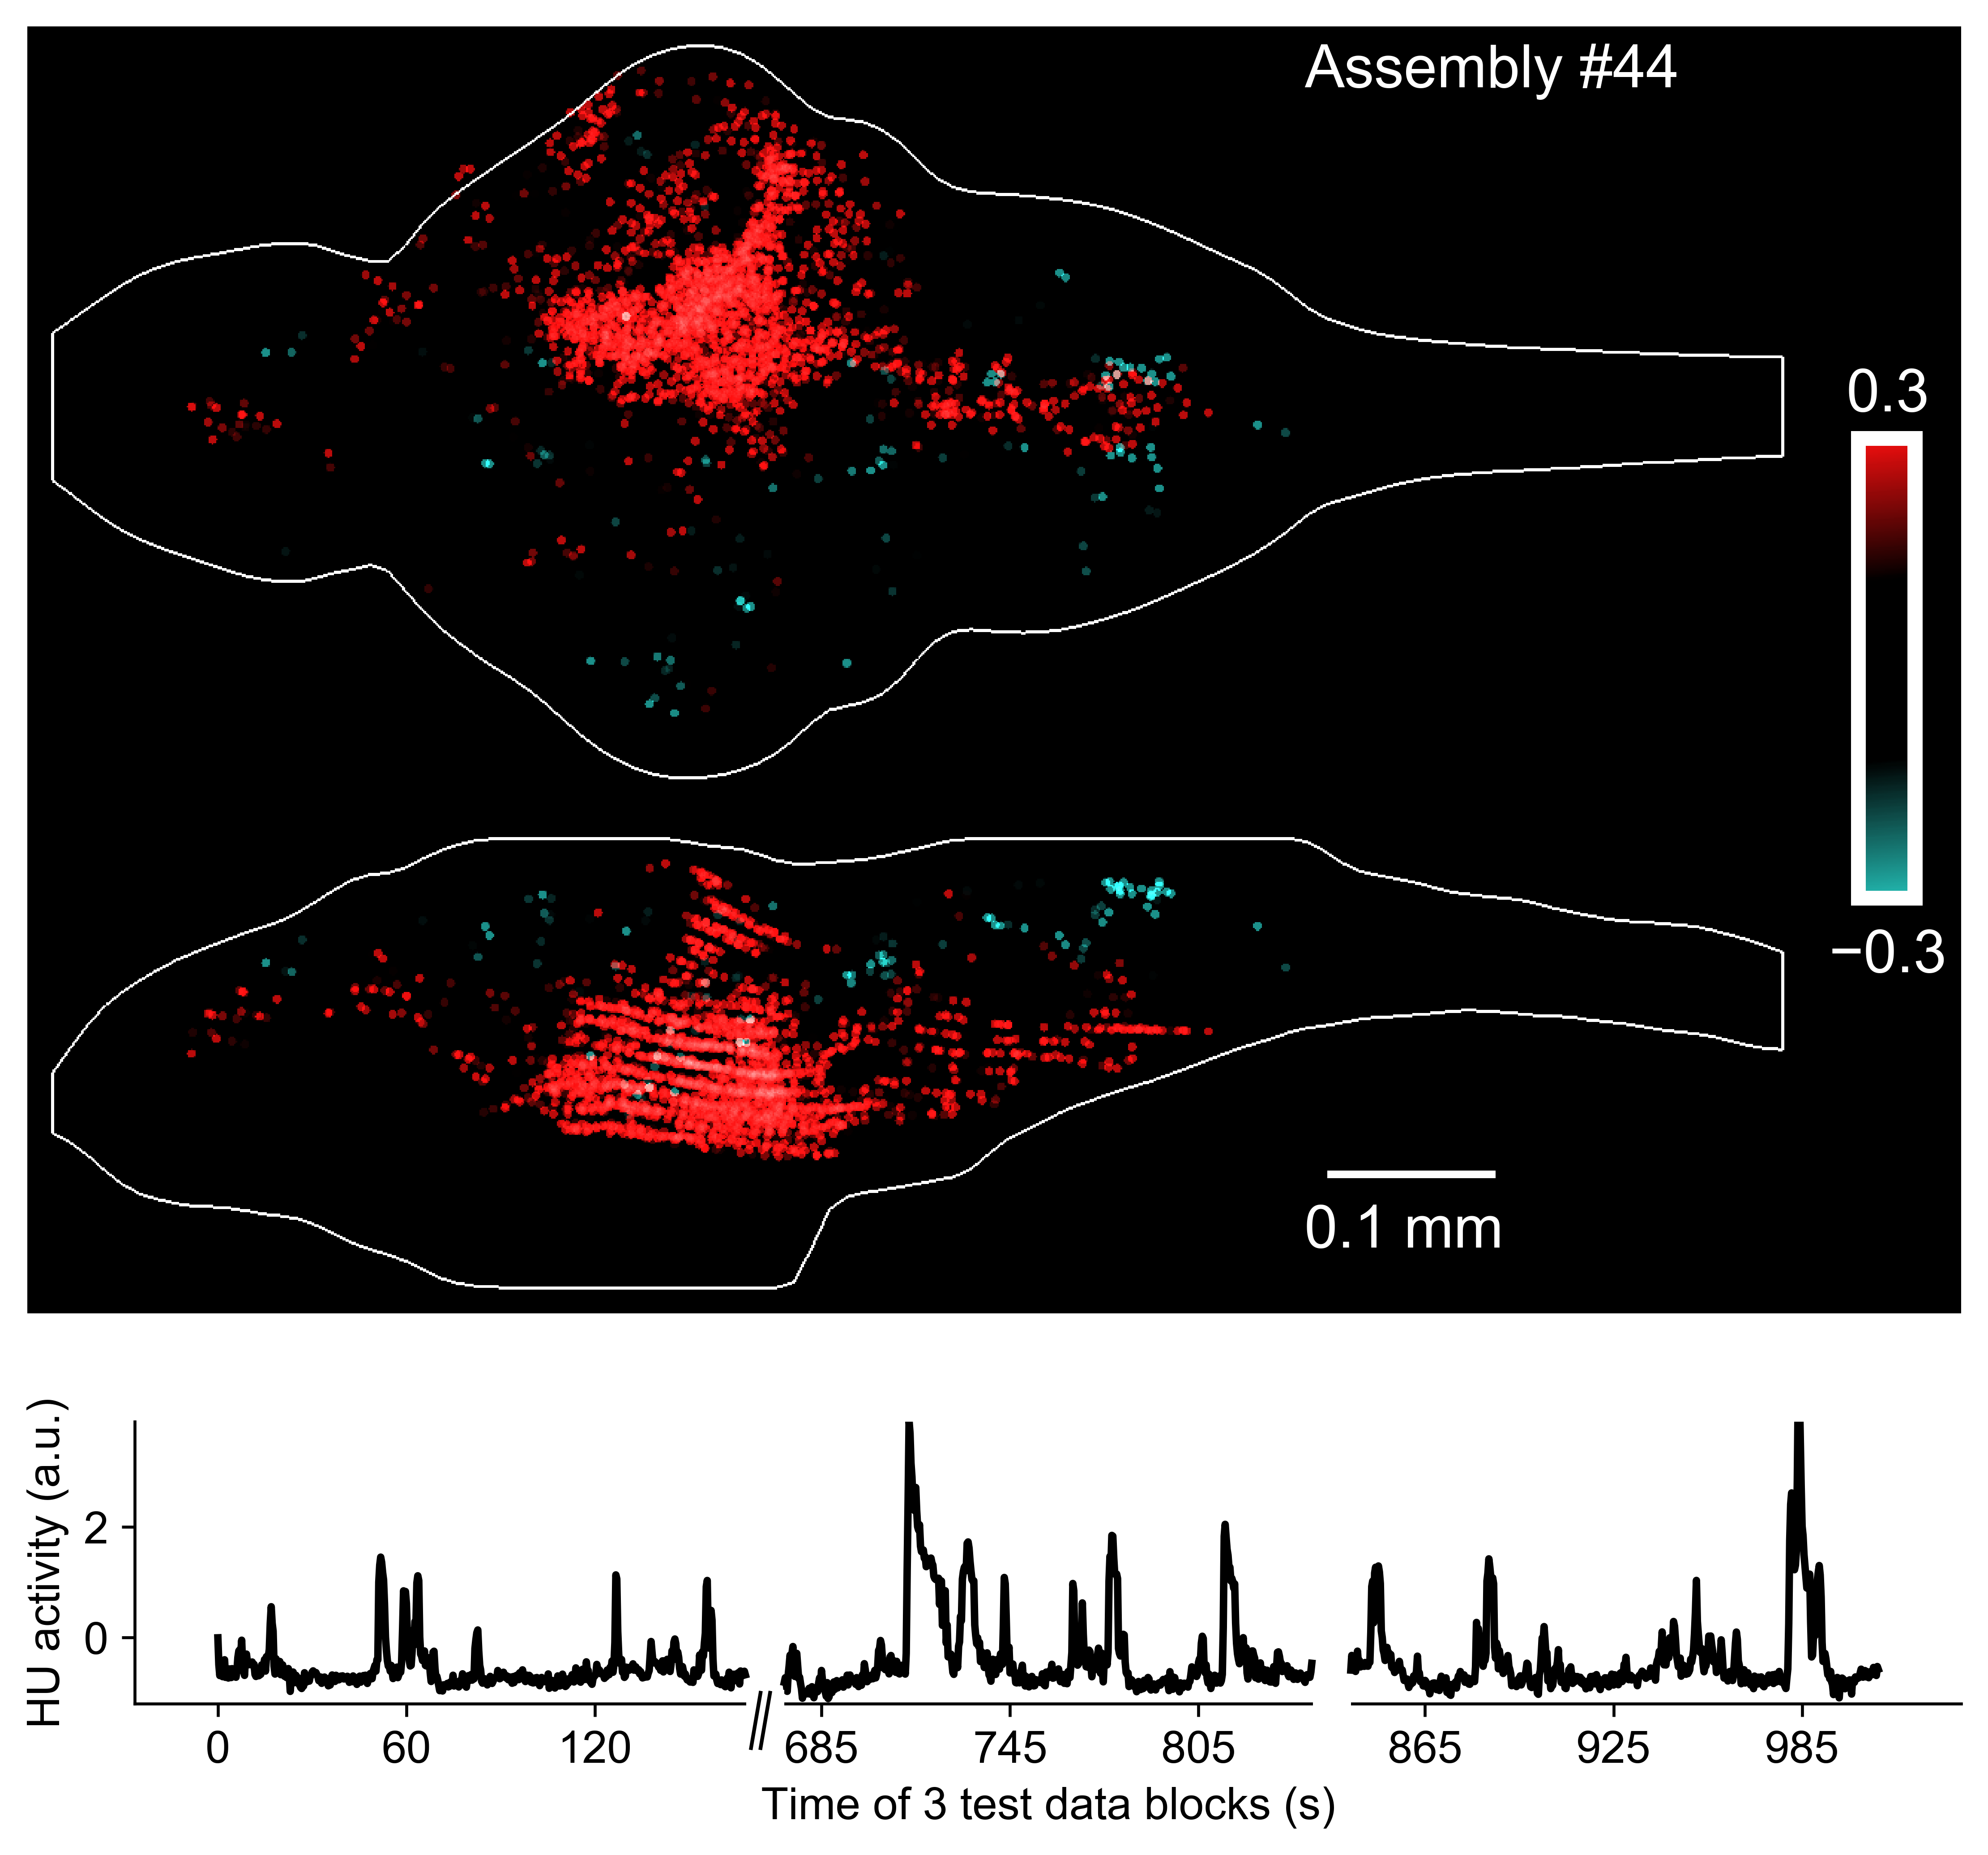 Assembly #44
0.3
−0.3
0.1 mm
HU activity (a.u.)
2
0
0 60 120 685 745 805 865 925 985
Time of 3 test data blocks (s)